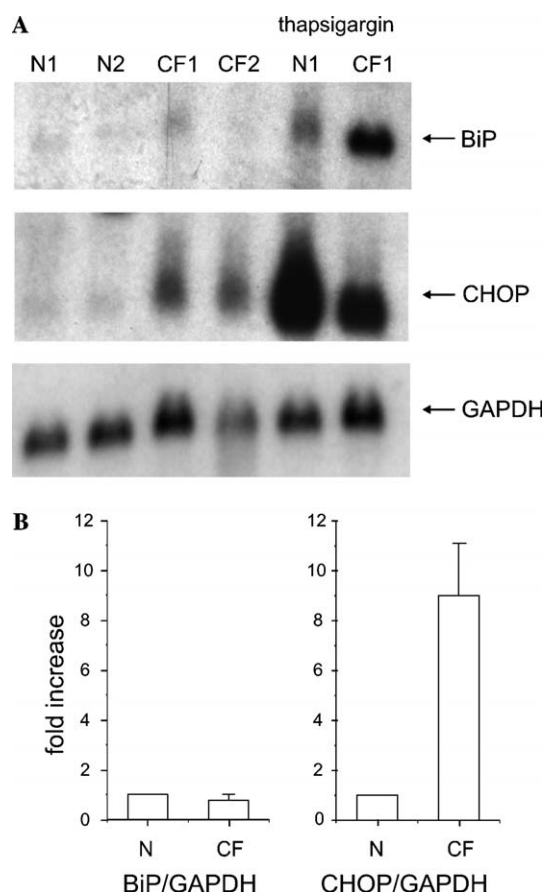 A
thapsigargin
N1 N2 CF1 CF2 N1 CF1
← BiP
← CHOP
← GAPDH
B
12 12
10 10
8 8
6 6
4 4
2 2
0 0
fold increase
N CF N CF
BiP/GAPDH CHOP/GAPDH